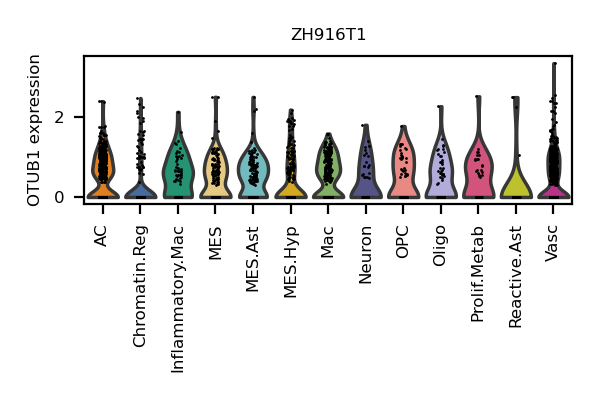 ZH916T1
OTUB1 expression
2
0
AC
Chromatin.Reg
Inflammatory.Mac
MES
MES.Ast
MES.Hyp
Mac
Neuron
OPC
Oligo
Prolif.Metab
Reactive.Ast
Vasc